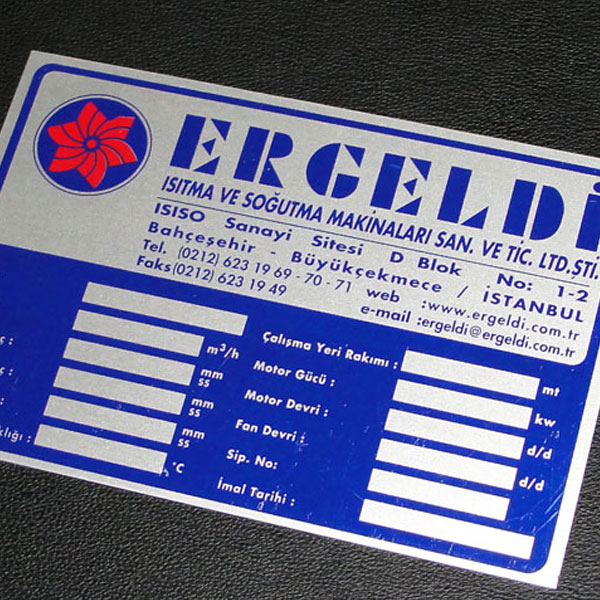 ERGELDİ
ISITMA VE SOĞUTMA MAKİNALARI SAN. VE TİC. LTD.ŞTİ.
ISISO Sanayi Sitesi D Blok No: 1-2
Bahçeşehir - Büyükçekmece / İSTANBUL
Tel. (0212) 623 19 69 - 70 - 71 web :www.ergeldi.com.tr
Faks (0212) 623 19 49 e-mail :ergeldi@ergeldi.com.tr
Çalışma Yeri Rakımı : mt
m³/h
Motor Gücü : kw
mm
ss
Motor Devri : d/d
mm
ss
Fan Devri : d/d
mm
ss
Sip. No:
°C
İmal Tarihi :